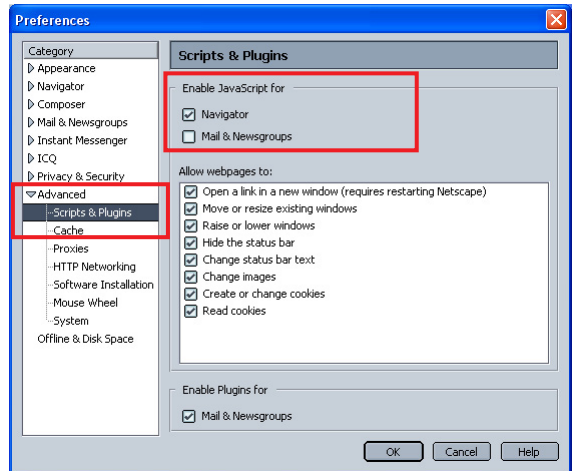 Preferences
Category
Appearance
Navigator
Composer
Mail & Newsgroups
Instant Messenger
ICQ
Privacy & Security
Advanced
Scripts & Plugins
Cache
Proxies
HTTP Networking
Software Installation
Mouse Wheel
System
Offline & Disk Space
Scripts & Plugins
Enable JavaScript for
Navigator
Mail & Newsgroups
Allow webpages to:
Open a link in a new window (requires restarting Netscape)
Move or resize existing windows
Raise or lower windows
Hide the status bar
Change status bar text
Change images
Create or change cookies
Read cookies
Enable Plugins for
Mail & Newsgroups
OK
Cancel
Help